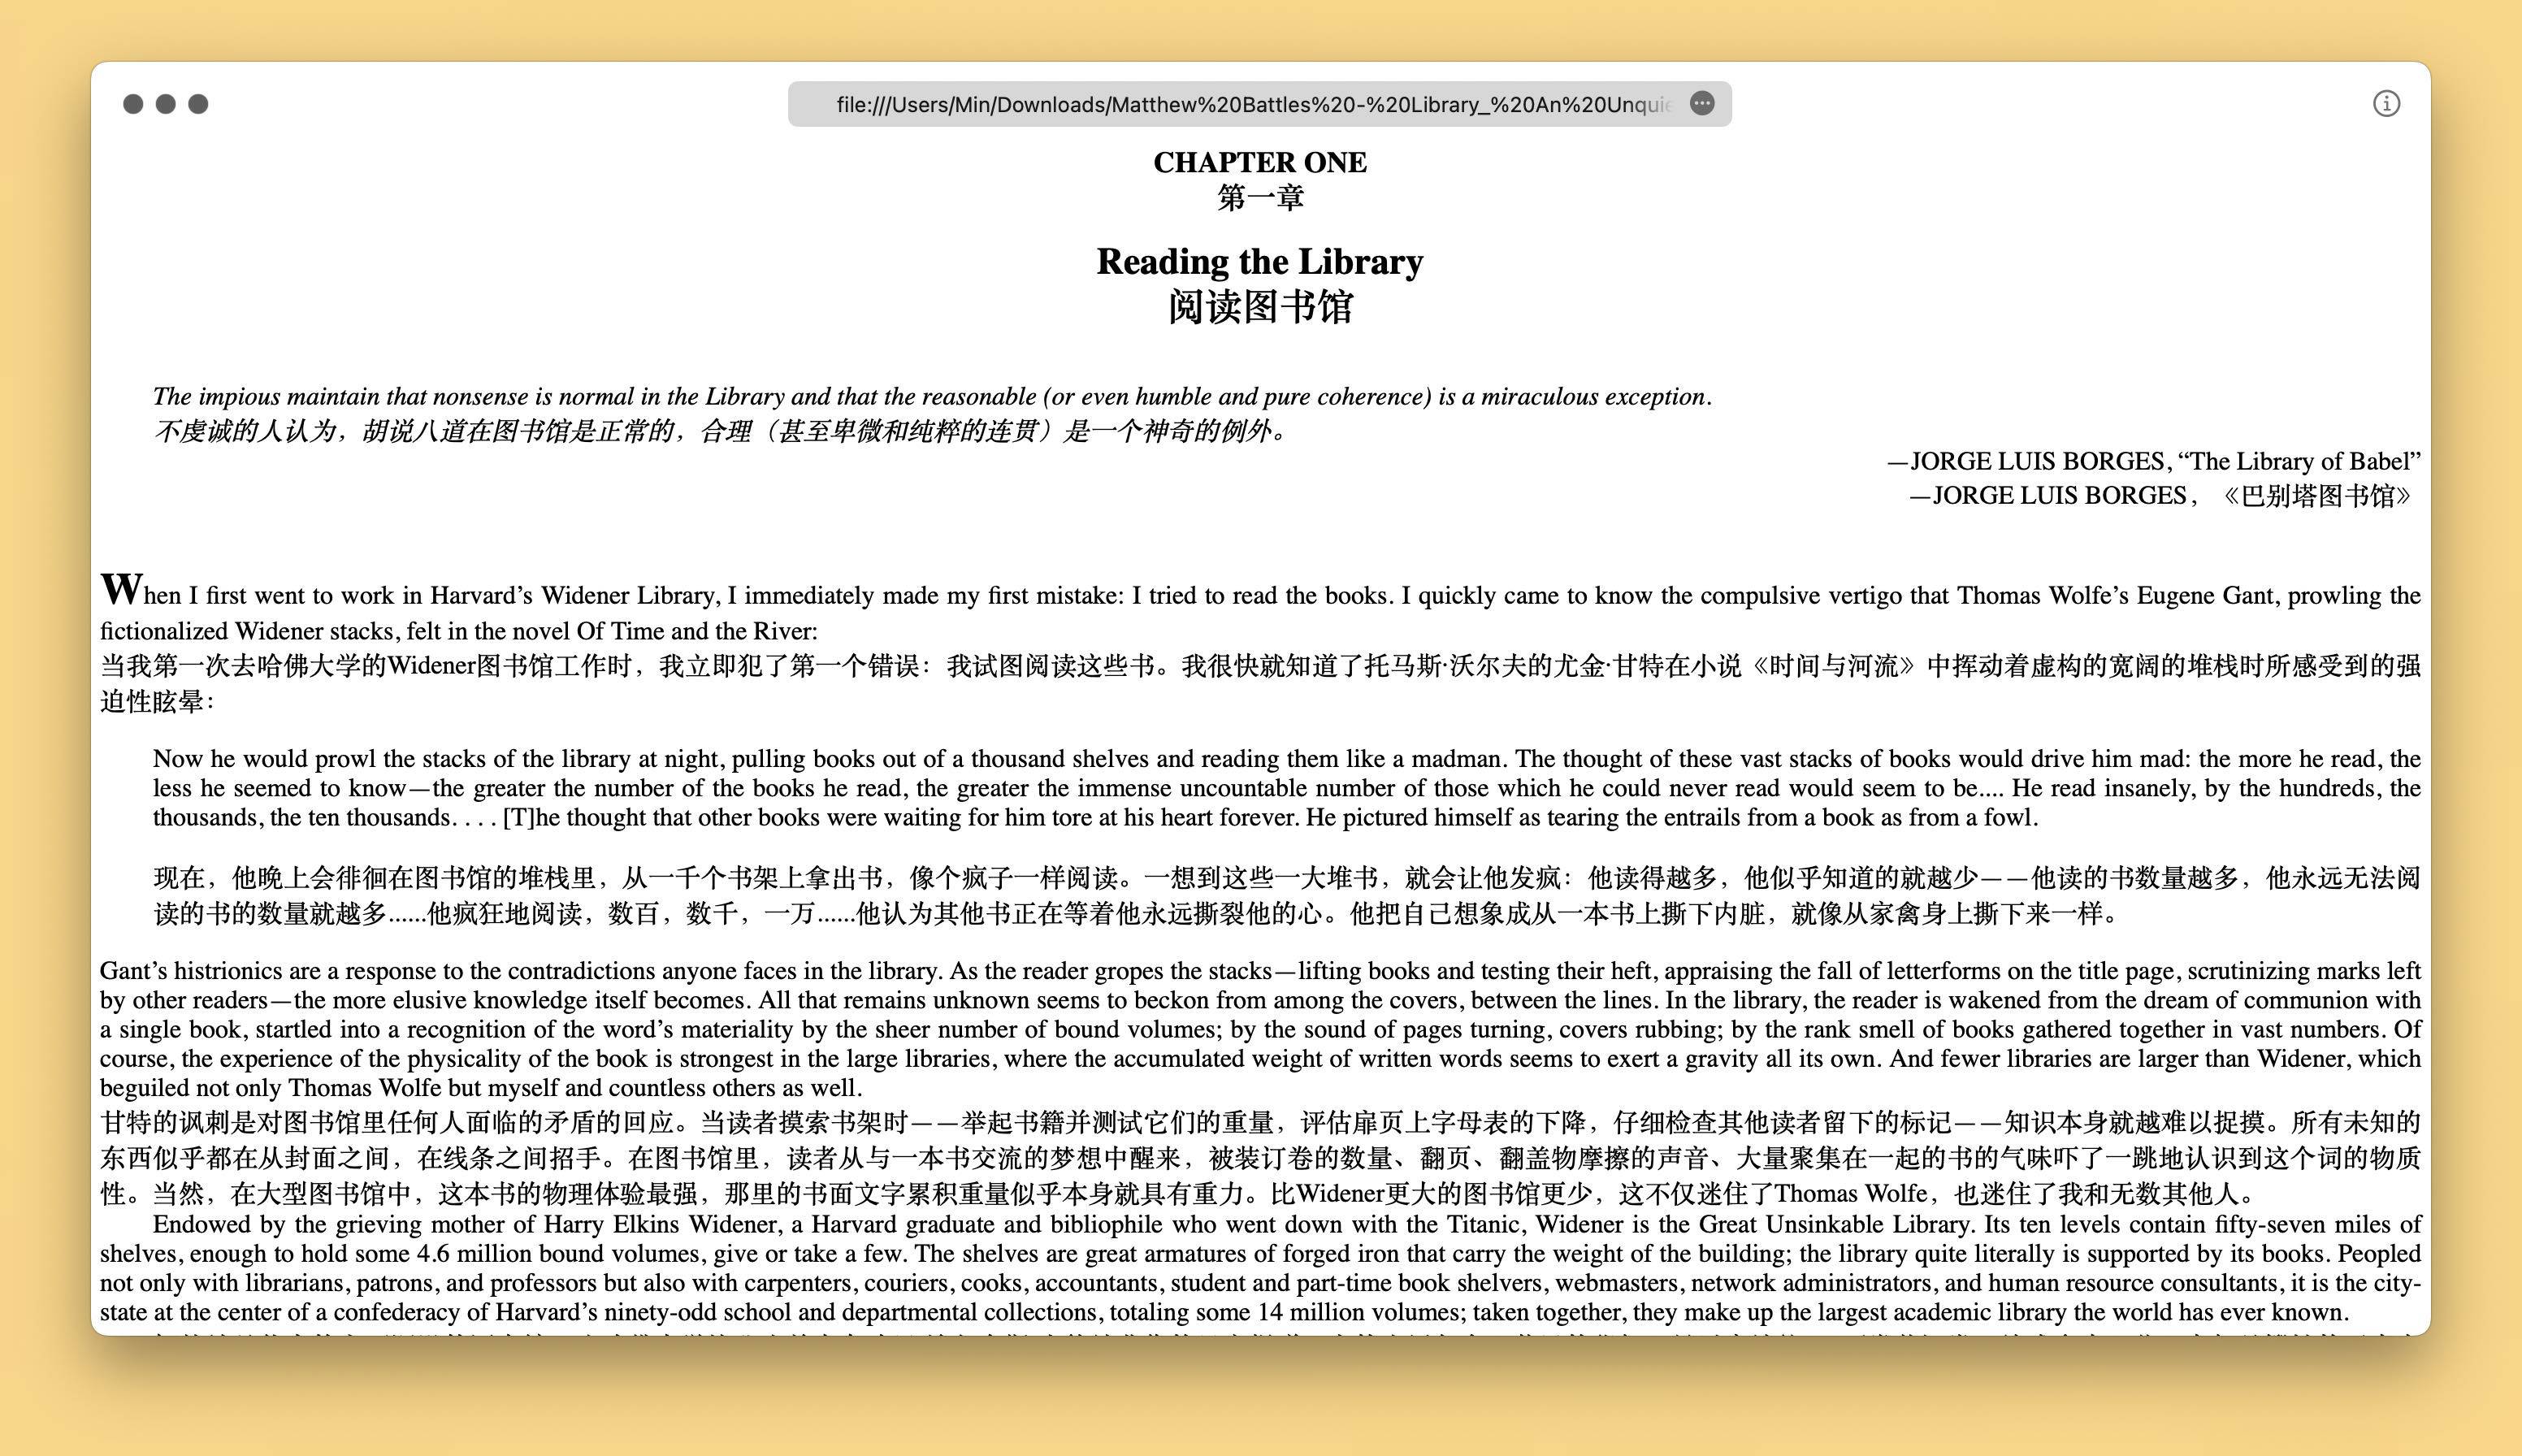 file:///Users/Min/Downloads/Matthew%20Battles%20-%20Library_%20An%20Unquie
CHAPTER ONE
第一章
Reading the Library
阅读图书馆
The impious maintain that nonsense is normal in the Library and that the reasonable (or even humble and pure coherence) is a miraculous exception.
不虔诚的人认为，胡说八道在图书馆是正常的，合理（甚至卑微和纯粹的连贯）是一个神奇的例外。
—JORGE LUIS BORGES, “The Library of Babel”
—JORGE LUIS BORGES，《巴别塔图书馆》
When I first went to work in Harvard’s Widener Library, I immediately made my first mistake: I tried to read the books. I quickly came to know the compulsive vertigo that Thomas Wolfe’s Eugene Gant, prowling the
fictionalized Widener stacks, felt in the novel Of Time and the River:
当我第一次去哈佛大学的Widener图书馆工作时，我立即犯了第一个错误：我试图阅读这些书。我很快就知道了托马斯·沃尔夫的尤金·甘特在小说《时间与河流》中挥动着虚构的宽阔的堆栈时所感受到的强
迫性眩晕：
Now he would prowl the stacks of the library at night, pulling books out of a thousand shelves and reading them like a madman. The thought of these vast stacks of books would drive him mad: the more he read, the
less he seemed to know—the greater the number of the books he read, the greater the immense uncountable number of those which he could never read would seem to be.... He read insanely, by the hundreds, the
thousands, the ten thousands. . . . [T]he thought that other books were waiting for him tore at his heart forever. He pictured himself as tearing the entrails from a book as from a fowl.
现在，他晚上会徘徊在图书馆的堆栈里，从一千个书架上拿出书，像个疯子一样阅读。一想到这些一大堆书，就会让他发疯：他读得越多，他似乎知道的就越少——他读的书数量越多，他永远无法阅
读的书的数量就越多......他疯狂地阅读，数百，数千，一万......他认为其他书正在等着他永远撕裂他的心。他把自己想象成从一本书上撕下内脏，就像从家禽身上撕下来一样。
Gant’s histrionics are a response to the contradictions anyone faces in the library. As the reader gropes the stacks—lifting books and testing their heft, appraising the fall of letterforms on the title page, scrutinizing marks left
by other readers—the more elusive knowledge itself becomes. All that remains unknown seems to beckon from among the covers, between the lines. In the library, the reader is wakened from the dream of communion with
a single book, startled into a recognition of the word’s materiality by the sheer number of bound volumes; by the sound of pages turning, covers rubbing; by the rank smell of books gathered together in vast numbers. Of
course, the experience of the physicality of the book is strongest in the large libraries, where the accumulated weight of written words seems to exert a gravity all its own. And fewer libraries are larger than Widener, which
beguiled not only Thomas Wolfe but myself and countless others as well.
甘特的讽刺是对图书馆里任何人面临的矛盾的回应。当读者摸索书架时——举起书籍并测试它们的重量，评估扉页上字母表的下降，仔细检查其他读者留下的标记——知识本身就越难以捉摸。所有未知的
东西似乎都在从封面之间，在线条之间招手。在图书馆里，读者从与一本书交流的梦想中醒来，被装订卷的数量、翻页、翻盖物摩擦的声音、大量聚集在一起的书的气味吓了一跳地认识到这个词的物质
性。当然，在大型图书馆中，这本书的物理体验最强，那里的书面文字累积重量似乎本身就具有重力。比Widener更大的图书馆更少，这不仅迷住了Thomas Wolfe，也迷住了我和无数其他人。
Endowed by the grieving mother of Harry Elkins Widener, a Harvard graduate and bibliophile who went down with the Titanic, Widener is the Great Unsinkable Library. Its ten levels contain fifty-seven miles of
shelves, enough to hold some 4.6 million bound volumes, give or take a few. The shelves are great armatures of forged iron that carry the weight of the building; the library quite literally is supported by its books. Peopled
not only with librarians, patrons, and professors but also with carpenters, couriers, cooks, accountants, student and part-time book shelvers, webmasters, network administrators, and human resource consultants, it is the city-
state at the center of a confederacy of Harvard’s ninety-odd school and departmental collections, totaling some 14 million volumes; taken together, they make up the largest academic library the world has ever known.